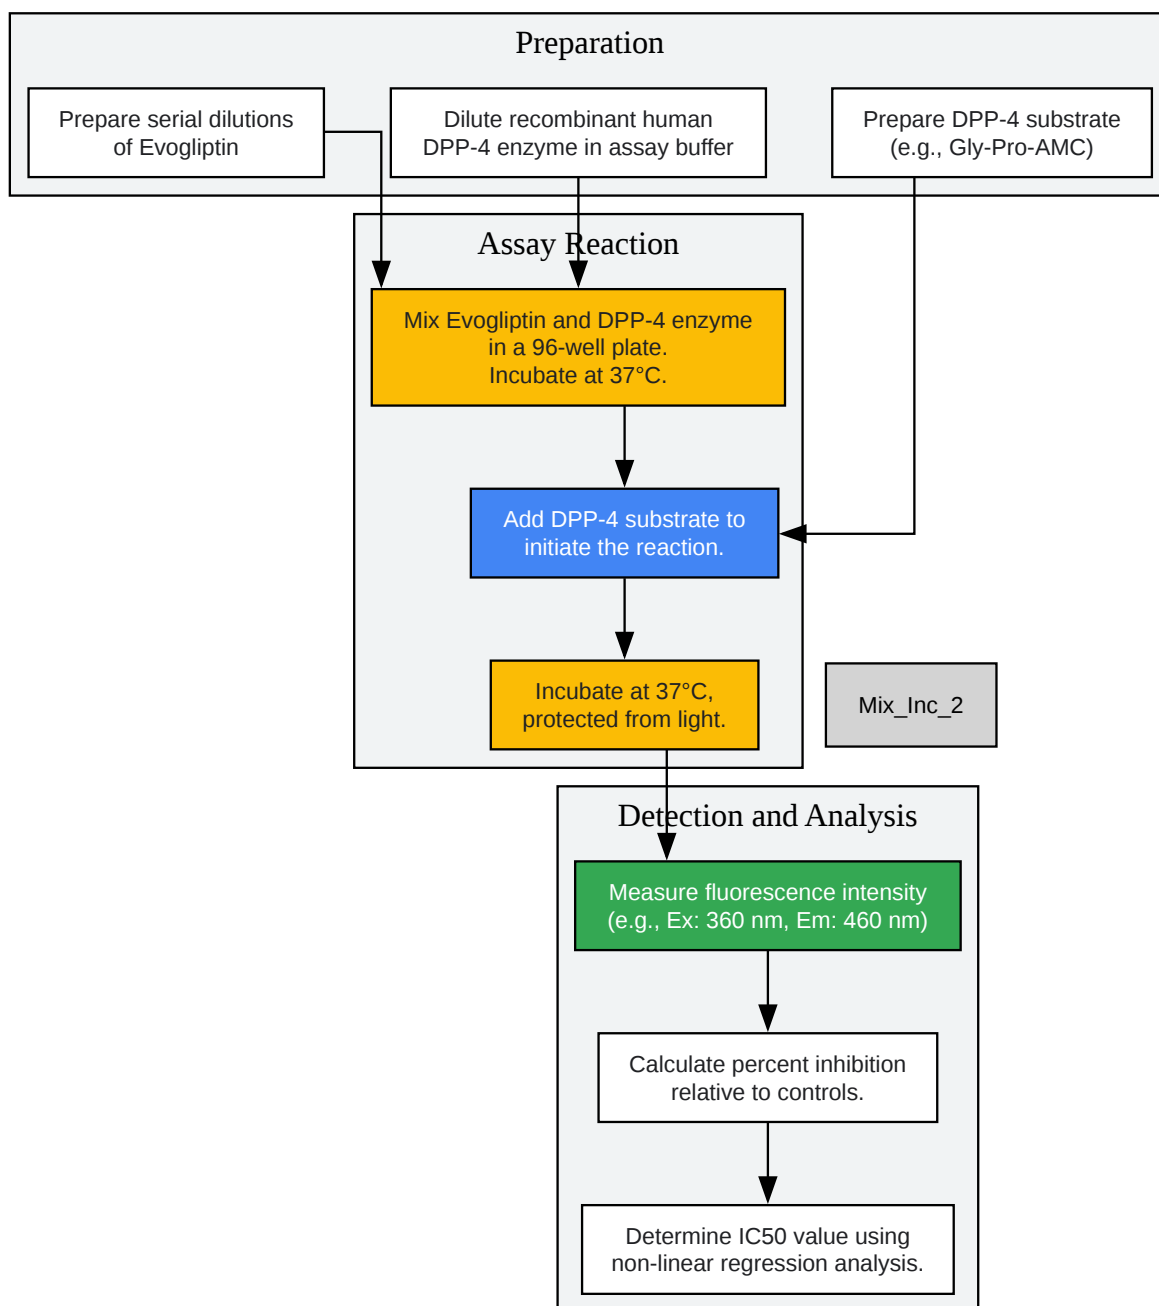 Preparation
Prepare serial dilutions
of Evogliptin
Dilute recombinant human
DPP-4 enzyme in assay buffer
Prepare DPP-4 substrate
(e.g., Gly-Pro-AMC)
Assay Reaction
Mix Evogliptin and DPP-4 enzyme
in a 96-well plate.
Incubate at 37°C.
Add DPP-4 substrate to
initiate the reaction.
Incubate at 37°C,
protected from light.
Mix_Inc_2
Detection and Analysis
Measure fluorescence intensity
(e.g., Ex: 360 nm, Em: 460 nm)
Calculate percent inhibition
relative to controls.
Determine IC50 value using
non-linear regression analysis.